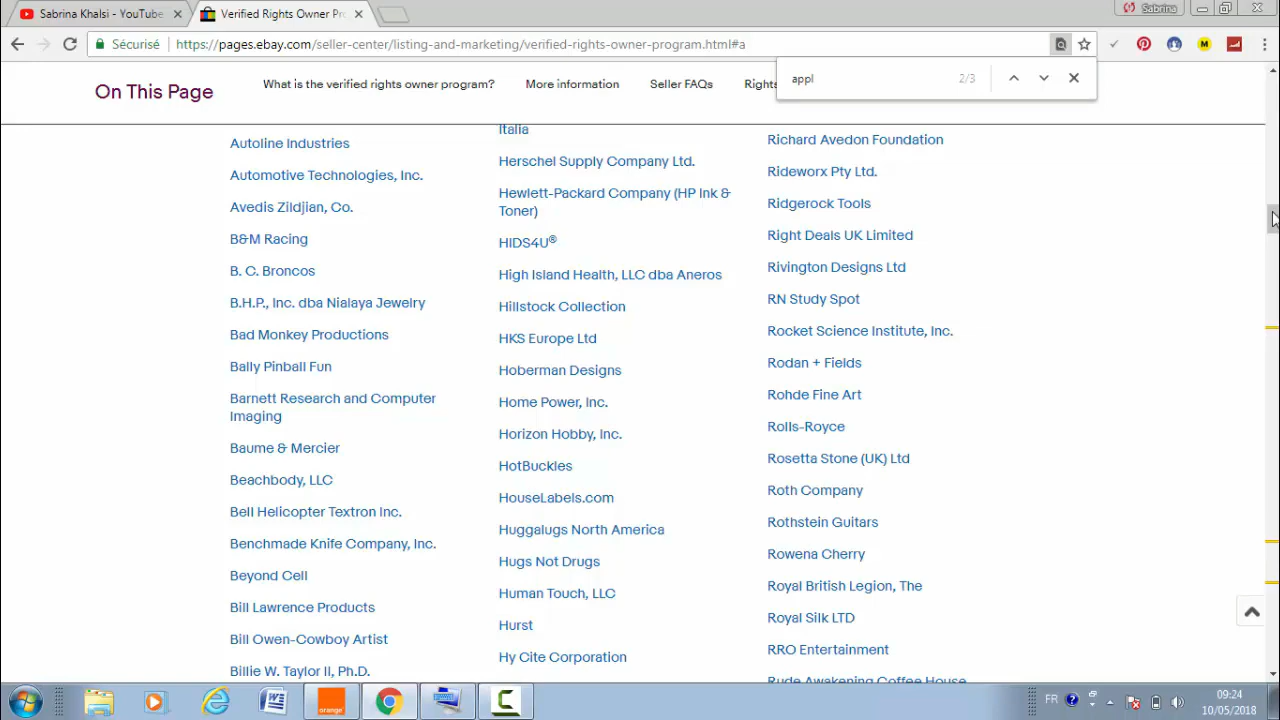 Sabrina Khalsi - YouTube
Verified Rights Owner Pro
Sabrina
Sécurisé
https://pages.ebay.com/seller-center/listing-and-marketing/verified-rights-owner-program.html#a
appl
2/3
On This Page
What is the verified rights owner program?
More information
Seller FAQs
Rights
Autoline Industries
Automotive Technologies, Inc.
Avedis Zildjian, Co.
B&M Racing
B. C. Broncos
B.H.P., Inc. dba Nialaya Jewelry
Bad Monkey Productions
Bally Pinball Fun
Barnett Research and Computer
Imaging
Baume & Mercier
Beachbody, LLC
Bell Helicopter Textron Inc.
Benchmade Knife Company, Inc.
Beyond Cell
Bill Lawrence Products
Bill Owen-Cowboy Artist
Billie W. Taylor II, Ph.D.
Italia
Herschel Supply Company Ltd.
Hewlett-Packard Company (HP Ink &
Toner)
HIDS4U®
High Island Health, LLC dba Aneros
Hillstock Collection
HKS Europe Ltd
Hoberman Designs
Home Power, Inc.
Horizon Hobby, Inc.
HotBuckles
HouseLabels.com
Huggalugs North America
Hugs Not Drugs
Human Touch, LLC
Hurst
Hy Cite Corporation
Richard Avedon Foundation
Rideworx Pty Ltd.
Ridgerock Tools
Right Deals UK Limited
Rivington Designs Ltd
RN Study Spot
Rocket Science Institute, Inc.
Rodan + Fields
Rohde Fine Art
Rolls-Royce
Rosetta Stone (UK) Ltd
Roth Company
Rothstein Guitars
Rowena Cherry
Royal British Legion, The
Royal Silk LTD
RRO Entertainment
Rude Awakening Coffee House
orange
FR
09:24
10/05/2018